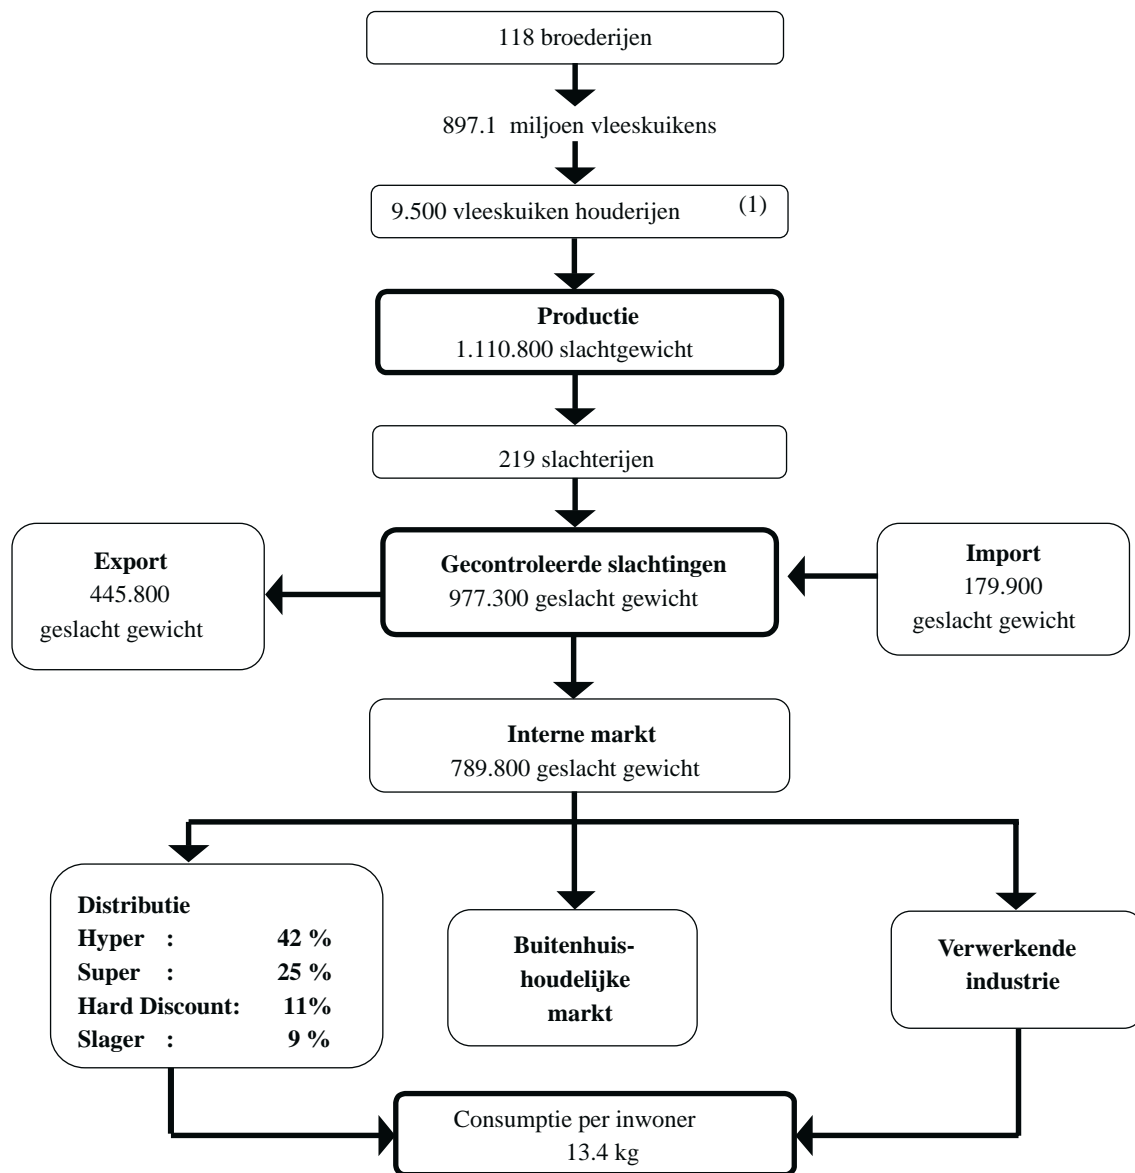 118 broederijen
897.1 miljoen vleeskuikens
9.500 vleeskuiken houderijen (1)
Productie
1.110.800 slachtgewicht
219 slachterijen
Export
445.800
geslacht gewicht
Gecontroleerde slachtingen
977.300 geslacht gewicht
Import
179.900
geslacht gewicht
Interne markt
789.800 geslacht gewicht
Distributie
Hyper : 42 %
Super : 25 %
Hard Discount: 11%
Slager : 9 %
Buitenhuis-
houdelijke
markt
Verwerkende
industrie
Consumptie per inwoner
13.4 kg